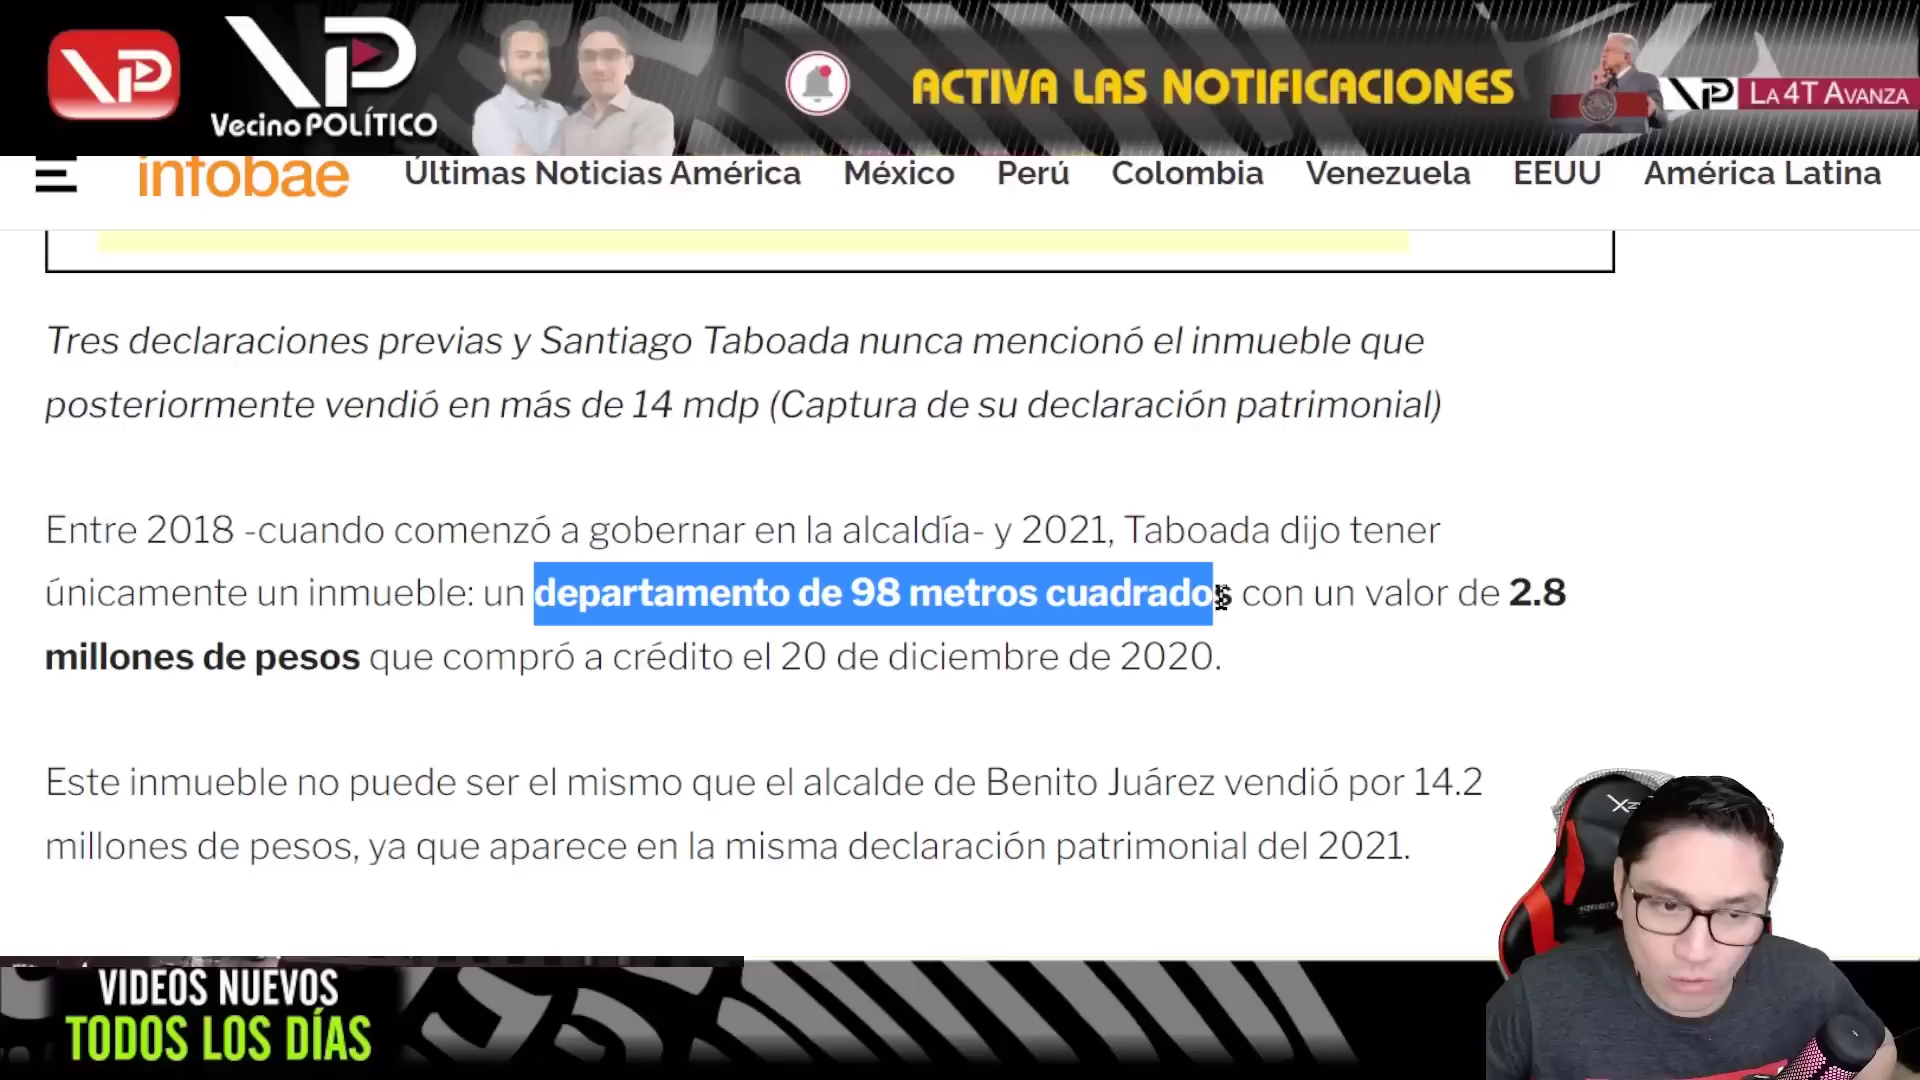 VP
VP
Vecino POLÍTICO
ACTIVA LAS NOTIFICACIONES
VP LA 4T AVANZA
infobae Últimas Noticias América México Perú Colombia Venezuela EEUU América Latina
Tres declaraciones previas y Santiago Taboada nunca mencionó el inmueble que
posteriormente vendió en más de 14 mdp (Captura de su declaración patrimonial)
Entre 2018 -cuando comenzó a gobernar en la alcaldía- y 2021, Taboada dijo tener
únicamente un inmueble: un departamento de 98 metros cuadrados con un valor de 2.8
millones de pesos que compró a crédito el 20 de diciembre de 2020.
Este inmueble no puede ser el mismo que el alcalde de Benito Juárez vendió por 14.2
millones de pesos, ya que aparece en la misma declaración patrimonial del 2021.
VIDEOS NUEVOS
TODOS LOS DÍAS